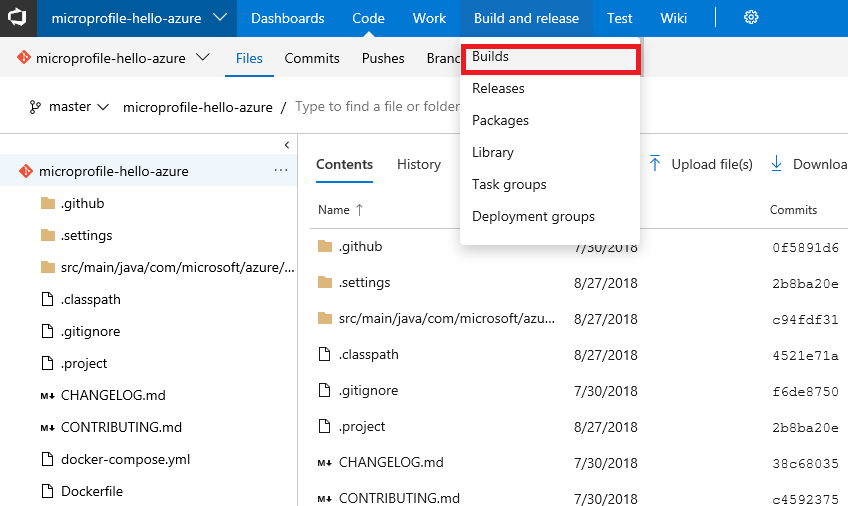 microprofile-hello-azure Dashboards Code Work Build and release Test Wiki
microprofile-hello-azure Files Commits Pushes Branc
Builds
Releases
Packages
Library
Task groups
Deployment groups
master microprofile-hello-azure / Type to find a file or folder
microprofile-hello-azure ...
.github
.settings
src/main/java/com/microsoft/azure/...
.classpath
.gitignore
.project
CHANGELOG.md
CONTRIBUTING.md
docker-compose.yml
Dockerfile
Contents History Upload file(s) Downloa
Name Commits
.github 7/30/2018 0f5891d6
.settings 8/27/2018 2b8ba20e
src/main/java/com/microsoft/azu... 8/27/2018 c94fdf31
.classpath 8/27/2018 4521e71a
.gitignore 7/30/2018 f6de8750
.project 8/27/2018 2b8ba20e
M↓ CHANGELOG.md 7/30/2018 38c68035
M↓ CONTRIBUTING.md 7/30/2018 c4592375